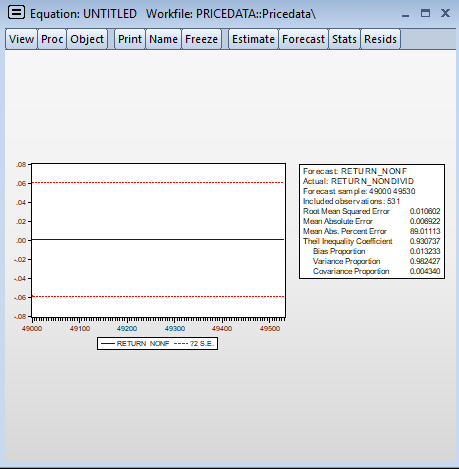 Equation: UNTITLED Workfile: PRICEDATA::Pricedata\
View Proc Object Print Name Freeze Estimate Forecast Stats Resids
.08
.06
.04
.02
.00
-.02
-.04
-.06
-.08
49000 49100 49200 49300 49400 49500
RETURN_NONF ?2 S.E.
Forecast: RETURN_NONF
Actual: RETURN_NONDIVID
Forecast sample: 49000 49530
Included observations: 531
Root Mean Squared Error 0.010602
Mean Absolute Error 0.006922
Mean Abs. Percent Error 89.01113
Theil Inequality Coefficient 0.930737
Bias Proportion 0.013233
Variance Proportion 0.982427
Covariance Proportion 0.004340